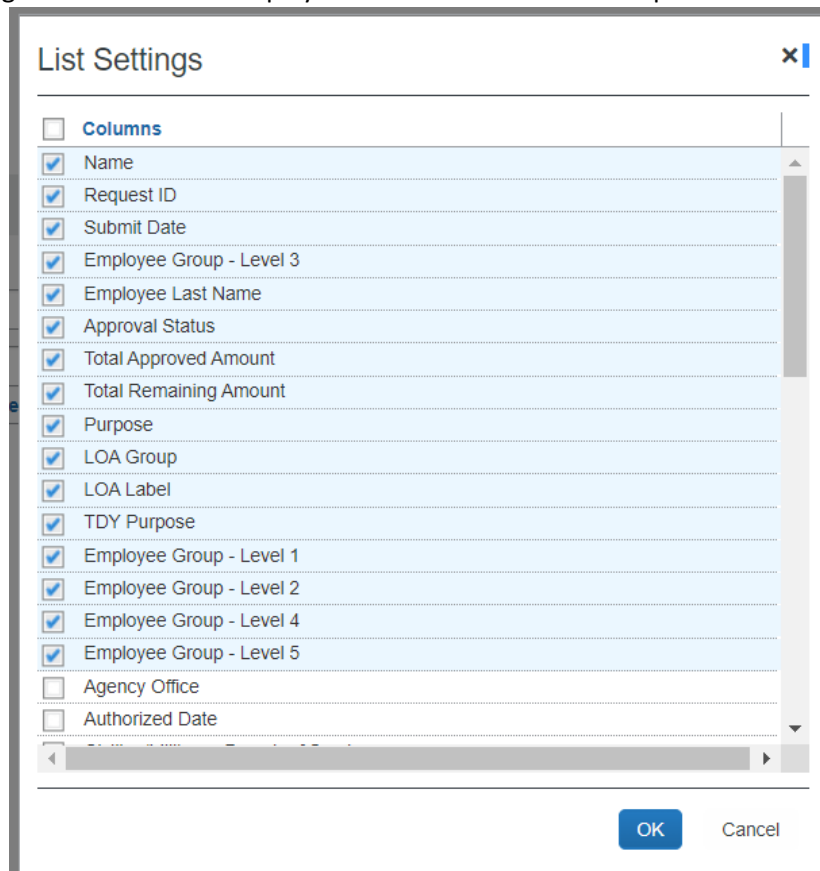 List Settings
Columns
Name
Request ID
Submit Date
Employee Group - Level 3
Employee Last Name
Approval Status
Total Approved Amount
Total Remaining Amount
Purpose
LOA Group
LOA Label
TDY Purpose
Employee Group - Level 1
Employee Group - Level 2
Employee Group - Level 4
Employee Group - Level 5
Agency Office
Authorized Date
OK Cancel